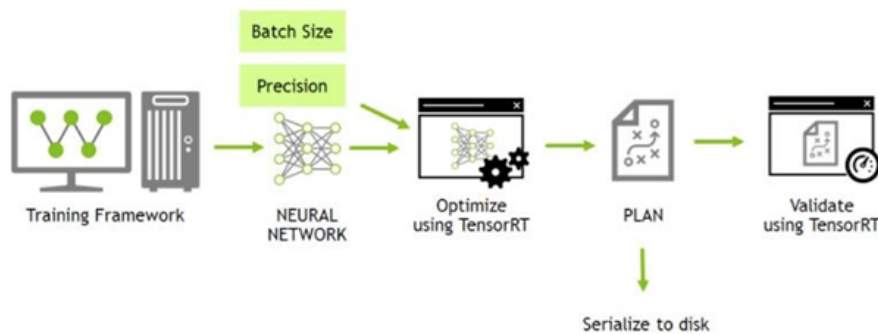 Batch Size
Precision
Training Framework
NEURAL
NETWORK
Optimize
using TensorRT
PLAN
Validate
using TensorRT
Serialize to disk